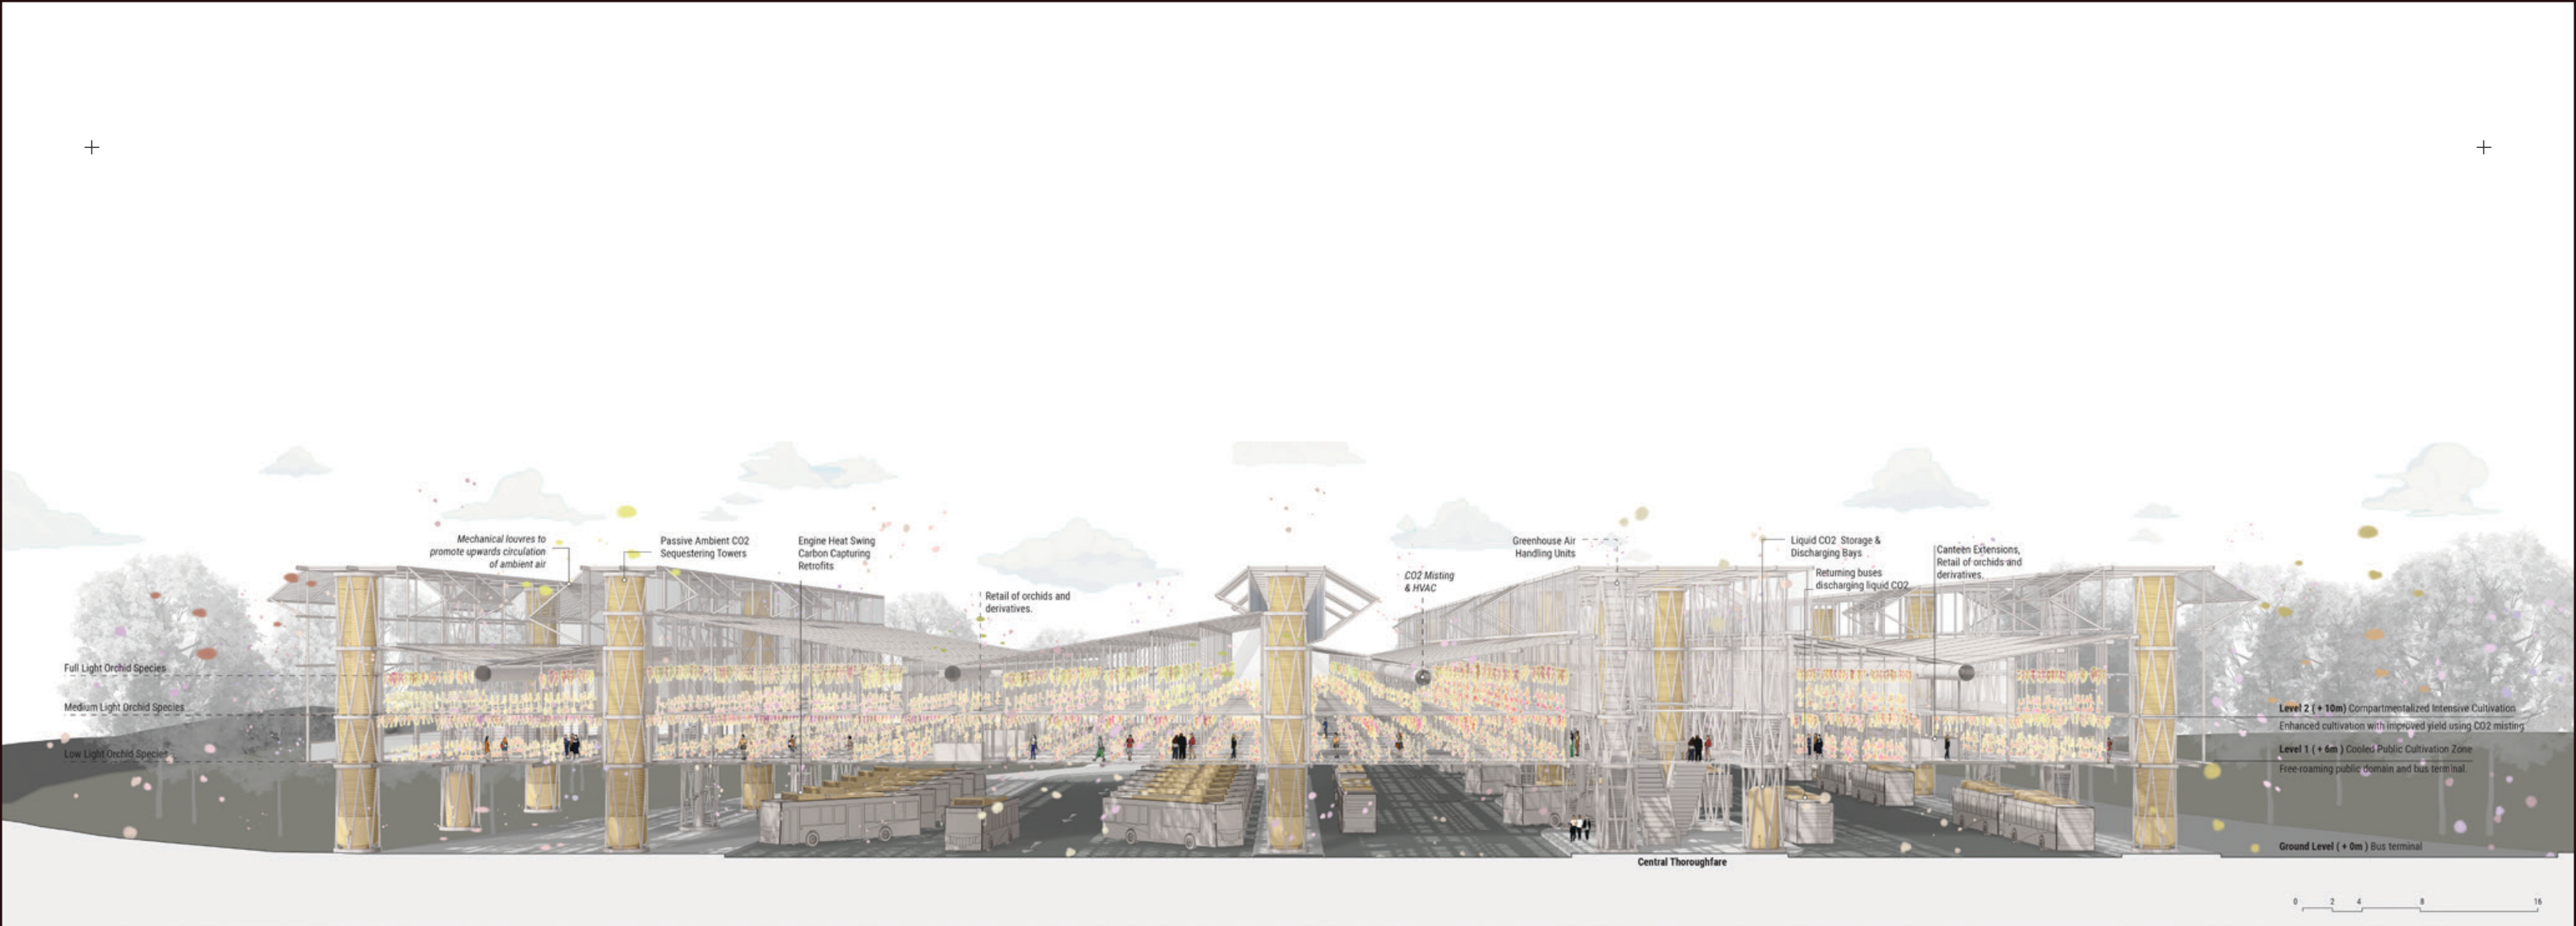 Mechanical louvres to
promote upwards circulation
of ambient air
Passive Ambient CO2
Sequestering Towers
Engine Heat Swing
Carbon Capturing
Retrofits
Retail of orchids and
derivatives.
CO2 Misting
& HVAC
Greenhouse Air
Handling Units
Liquid CO2 Storage &
Discharging Bays
Returning buses
discharging liquid CO2
Canteen Extensions,
Retail of orchids and
derivatives.
Full Light Orchid Species
Medium Light Orchid Species
Low Light Orchid Species
Level 2 ( + 10m) Compartmentalized Intensive Cultivation
Enhanced cultivation with improved yield using CO2 misting
Level 1 ( + 6m ) Cooled Public Cultivation Zone
Free-roaming public domain and bus terminal.
Ground Level ( + 0m ) Bus terminal
Central Thoroughfare
0 2 4 8 16